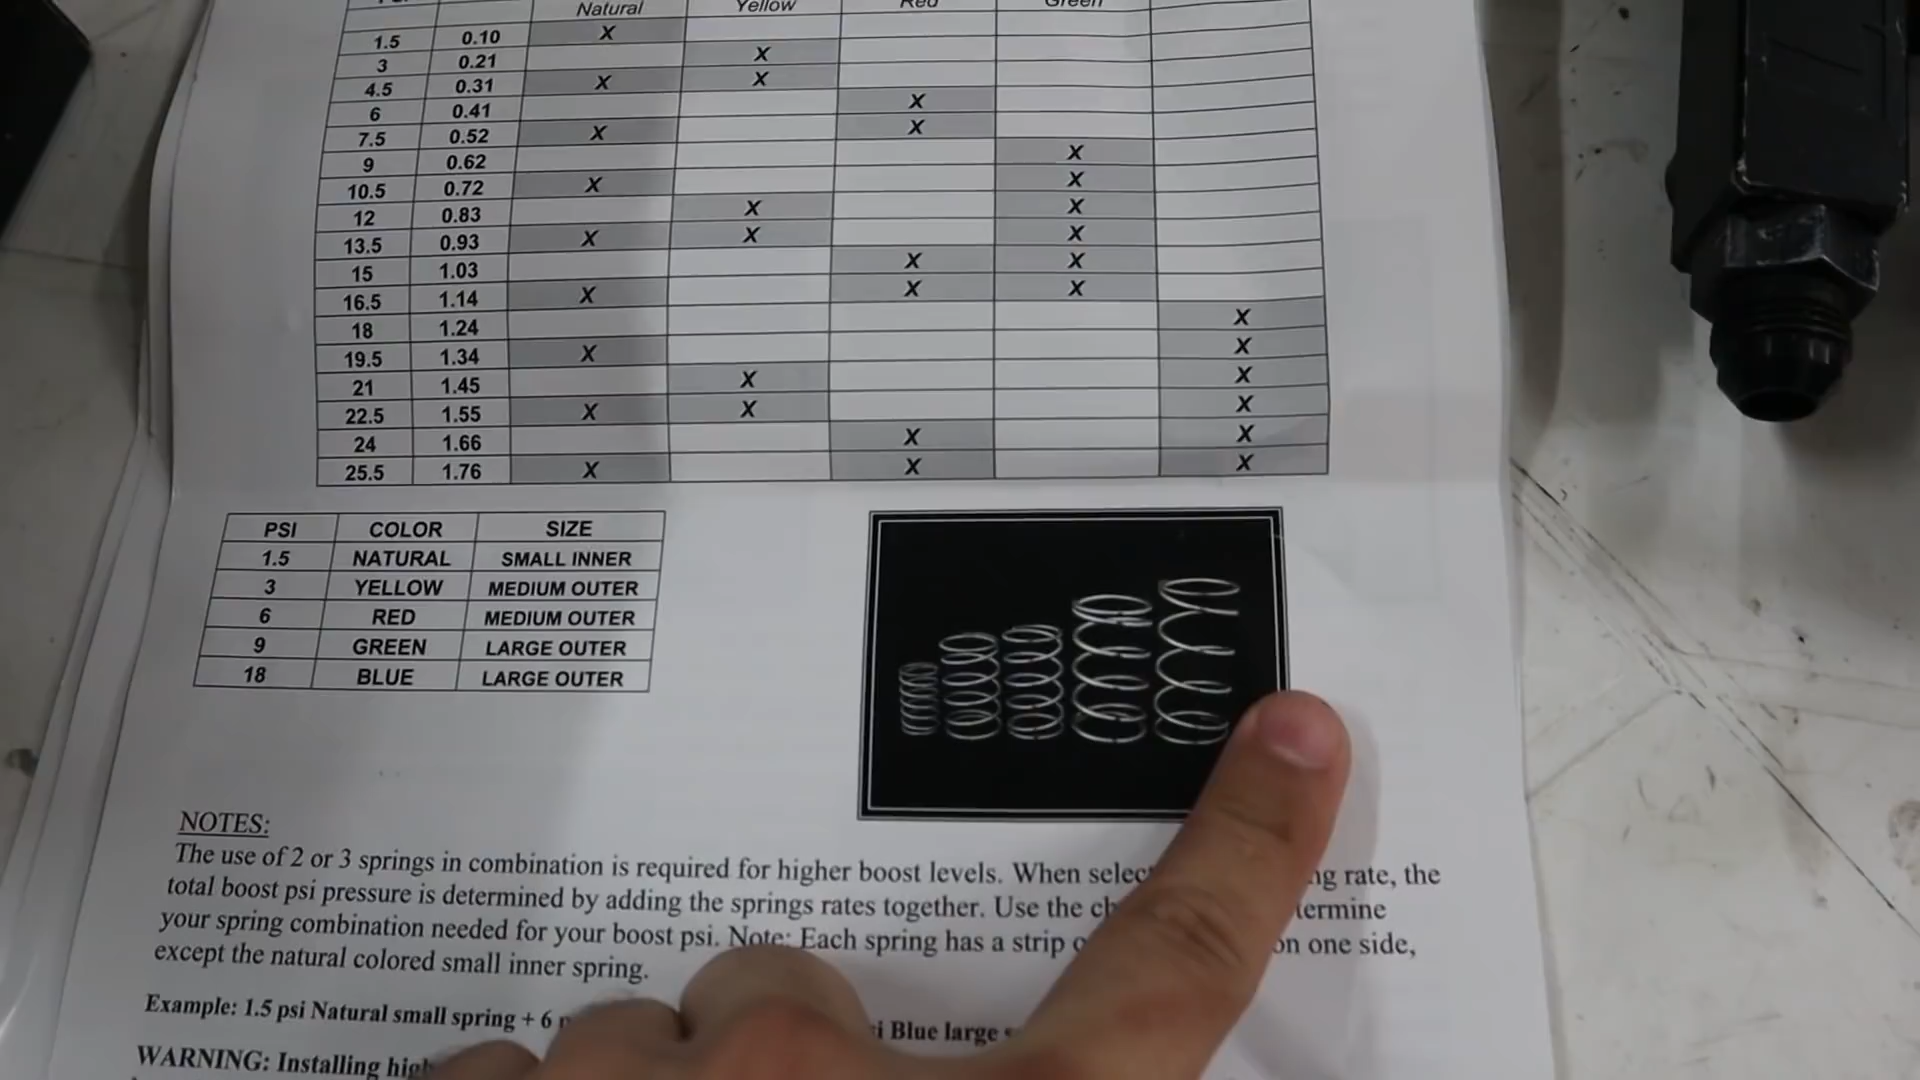 Natural Yellow Red Green
1.5 0.10 X
3 0.21 X
4.5 0.31 X X
6 0.41 X
7.5 0.52 X X
9 0.62 X
10.5 0.72 X X
12 0.83 X X
13.5 0.93 X X X
15 1.03 X X
16.5 1.14 X X X
18 1.24 X
19.5 1.34 X X
21 1.45 X X
22.5 1.55 X X X
24 1.66 X X
25.5 1.76 X X X
PSI COLOR SIZE
1.5 NATURAL SMALL INNER
3 YELLOW MEDIUM OUTER
6 RED MEDIUM OUTER
9 GREEN LARGE OUTER
18 BLUE LARGE OUTER
NOTES:
The use of 2 or 3 springs in combination is required for higher boost levels. When rate, the
total boost psi pressure is determined by adding the springs rates together. Use the
your spring combination needed for your boost psi. Note: Each spring has a strip on one side,
except the natural colored small inner spring.
Example: 1.5 psi Natural small spring + 6 Blue large
WARNING: Installing